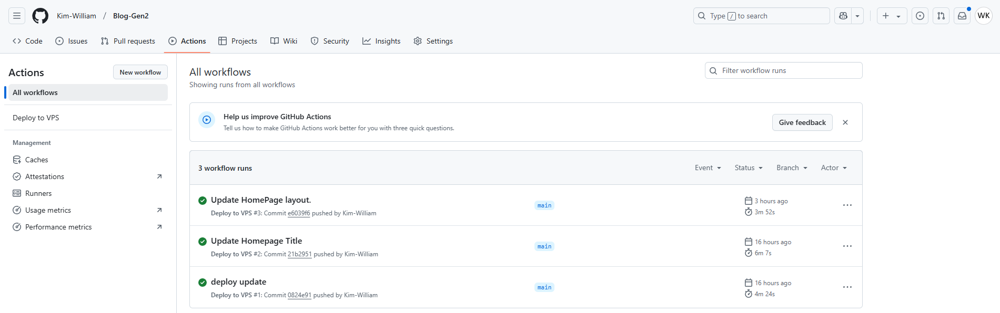 Kim-William / Blog-Gen2
Type / to search
WK
Code Issues Pull requests Actions Projects Wiki Security Insights Settings
Actions
New workflow
All workflows
Deploy to VPS
Management
Caches
Attestations
Runners
Usage metrics
Performance metrics
All workflows
Showing runs from all workflows
Filter workflow runs
Help us improve GitHub Actions
Tell us how to make GitHub Actions work better for you with three quick questions.
Give feedback
3 workflow runs
Event Status Branch Actor
Update HomePage layout.
Deploy to VPS #3: Commit e6039f6 pushed by Kim-William
main
3 hours ago
3m 52s
Update Homepage Title
Deploy to VPS #2: Commit 21b2951 pushed by Kim-William
main
16 hours ago
6m 7s
deploy update
Deploy to VPS #1: Commit 0824e91 pushed by Kim-William
main
16 hours ago
4m 24s